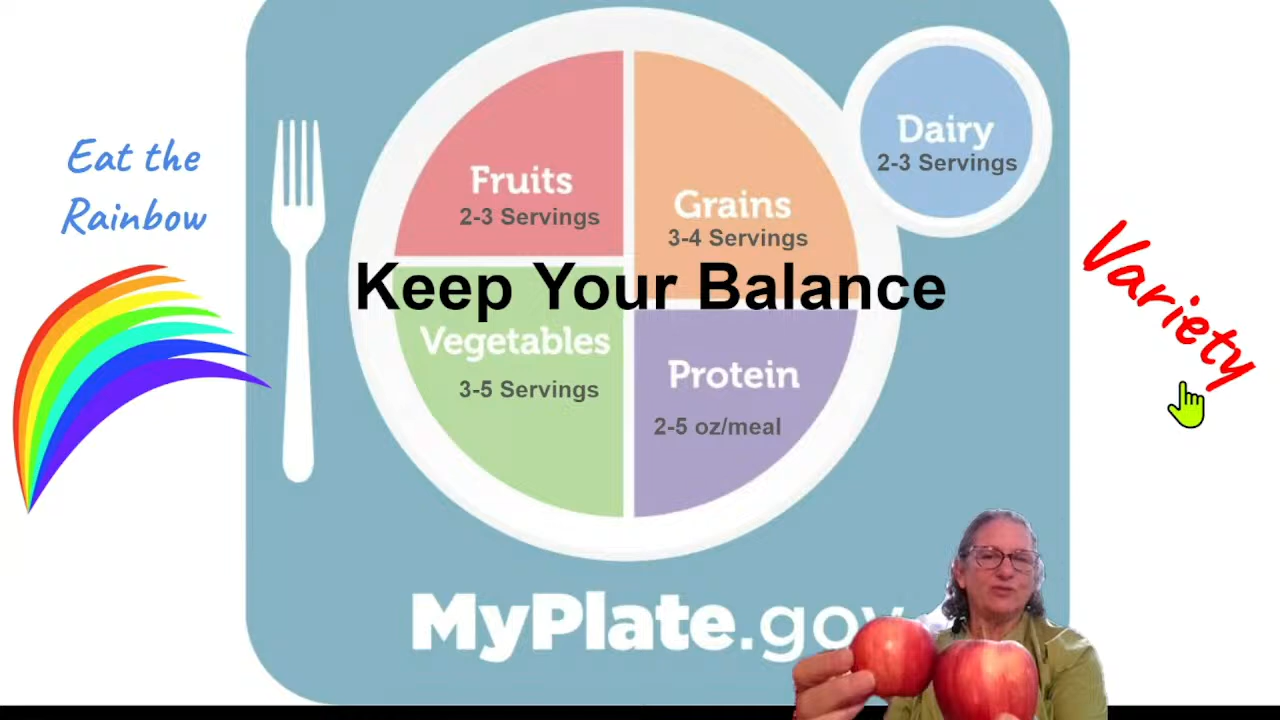 Eat the
Rainbow
Fruits
2-3 Servings
Grains
3-4 Servings
Dairy
2-3 Servings
Keep Your Balance
Vegetables
3-5 Servings
Protein
2-5 oz/meal
Variety
MyPlate.gov